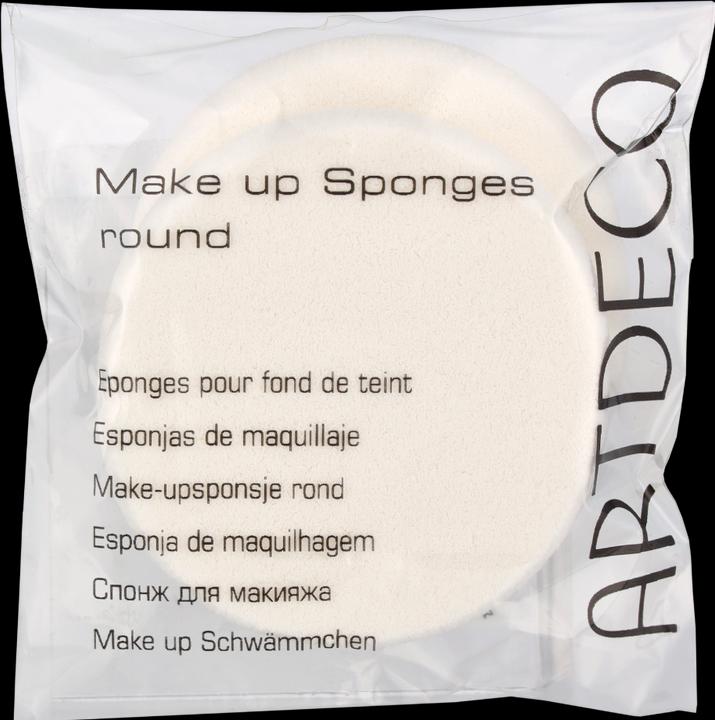 Make up Sponges
round
Eponges pour fond de teint
Esponjas de maquillaje
Make-upsponsje rond
Esponja de maquilhagem
Спонж для макияжа
Make up Schwämmchen
ARTDECO